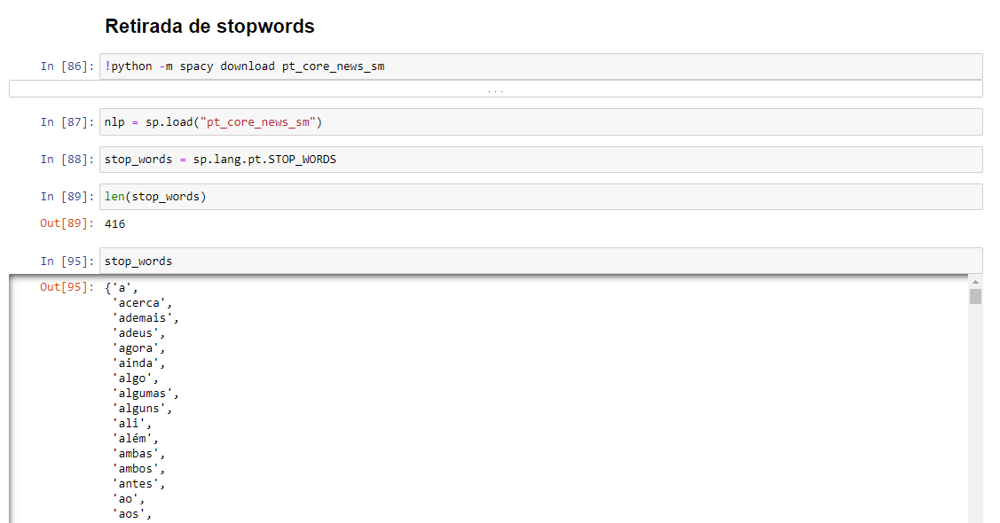 Retirada de stopwords
In [86]: !python -m spacy download pt_core_news_sm
...
In [87]: nlp = sp.load("pt_core_news_sm")
In [88]: stop_words = sp.lang.pt.STOP_WORDS
In [89]: len(stop_words)
Out[89]: 416
In [95]: stop_words
Out[95]: {'a',
'acerca',
'ademais',
'adeus',
'agora',
'ainda',
'algo',
'algumas',
'alguns',
'ali',
'além',
'ambas',
'ambos',
'antes',
'ao',
'aos',